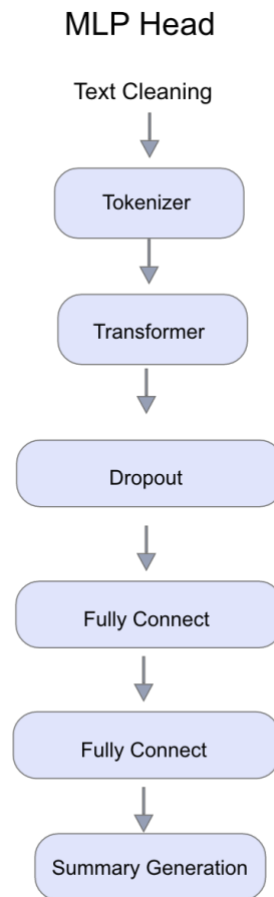 MLP Head
Text Cleaning
Tokenizer
Transformer
Dropout
Fully Connect
Fully Connect
Summary Generation